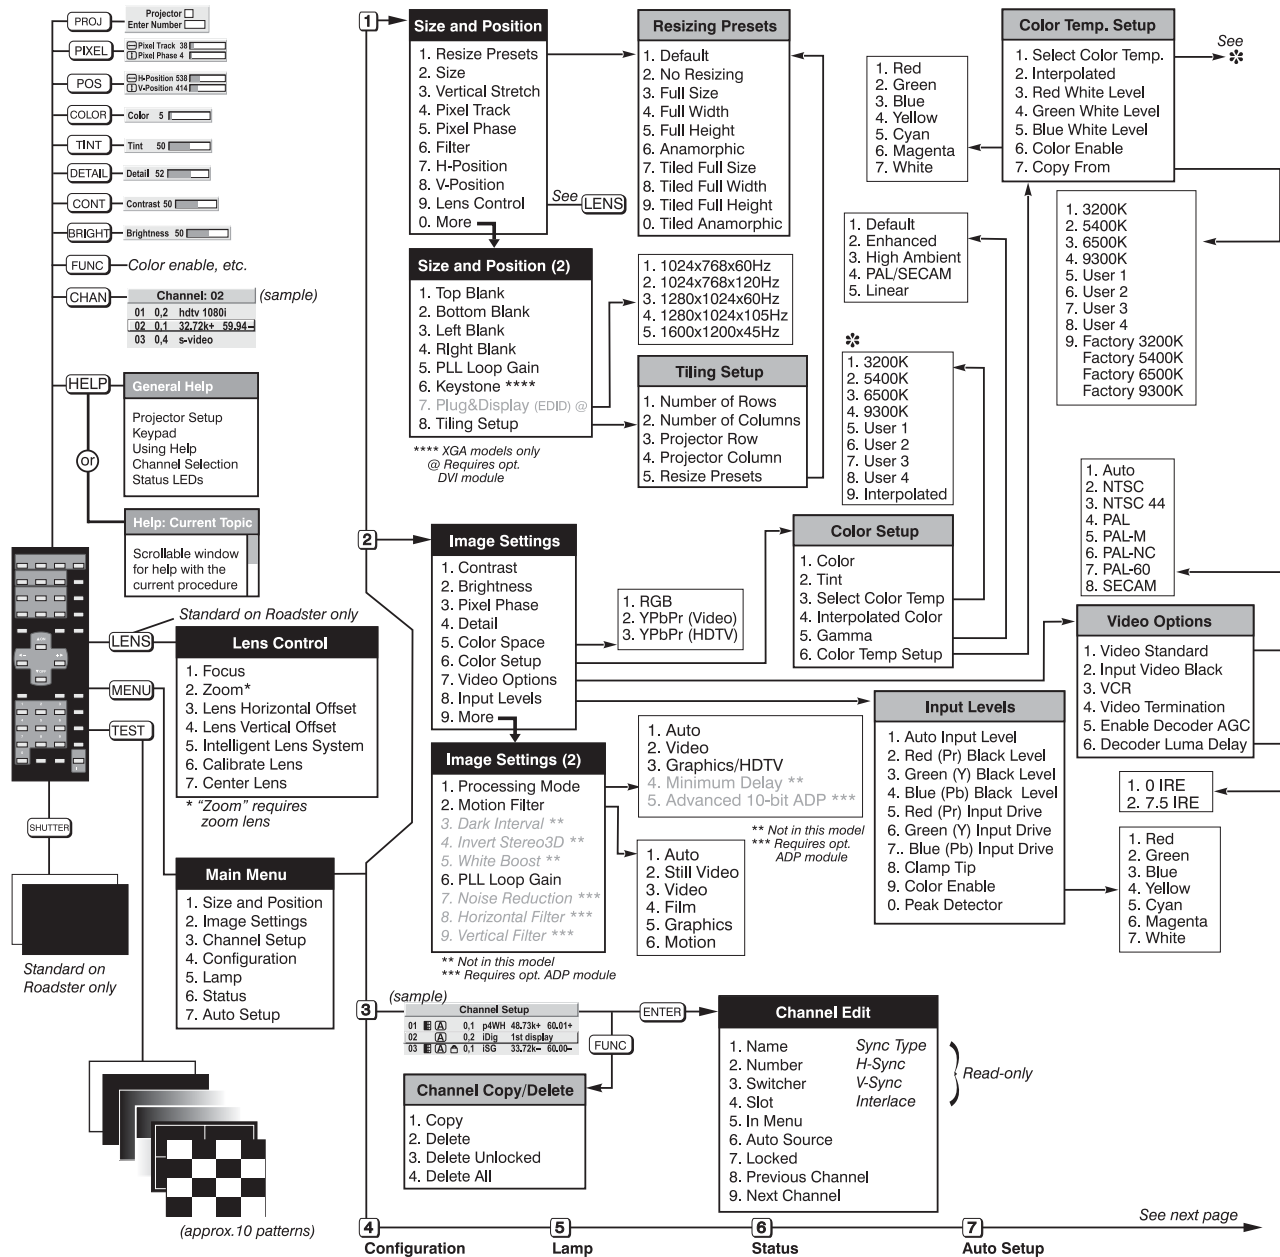 PROJ
Projector
Enter Number
PIXEL
Pixel Track 38
Pixel Phase 4
POS
H-Position 538
V-Position 414
COLOR
Color 5
TINT
Tint 50
DETAIL
Detail 52
CONT
Contrast 50
BRIGHT
Brightness 50
FUNC
Color enable, etc.
CHAN
Channel: 02
(sample)
01 0,2 hdtv 1080i
02 0,1 32.72k+ 59.94–
03 0,4 s-video
HELP
General Help
Projector Setup
Keypad
Using Help
Channel Selection
Status LEDs
or
Help: Current Topic
Scrollable window
for help with the
current procedure
Standard on Roadster only
LENS
Lens Control
1. Focus
2. Zoom*
3. Lens Horizontal Offset
4. Lens Vertical Offset
5. Intelligent Lens System
6. Calibrate Lens
7. Center Lens
* "Zoom" requires
zoom lens
MENU
TEST
SHUTTER
Standard on
Roadster only
Main Menu
1. Size and Position
2. Image Settings
3. Channel Setup
4. Configuration
5. Lamp
6. Status
7. Auto Setup
(approx.10 patterns)
1
Size and Position
1. Resize Presets
2. Size
3. Vertical Stretch
4. Pixel Track
5. Pixel Phase
6. Filter
7. H-Position
8. V-Position
9. Lens Control
0. More
See LENS
Resizing Presets
1. Default
2. No Resizing
3. Full Size
4. Full Width
5. Full Height
6. Anamorphic
7. Tiled Full Size
8. Tiled Full Width
9. Tiled Full Height
0. Tiled Anamorphic
Size and Position (2)
1. Top Blank
2. Bottom Blank
3. Left Blank
4. RIght Blank
5. PLL Loop Gain
6. Keystone ****
7. Plug&Display (EDID) @
8. Tiling Setup
**** XGA models only
@ Requires opt.
DVI module
1. 1024x768x60Hz
2. 1024x768x120Hz
3. 1280x1024x60Hz
4. 1280x1024x105Hz
5. 1600x1200x45Hz
Tiling Setup
1. Number of Rows
2. Number of Columns
3. Projector Row
4. Projector Column
5. Resize Presets
Color Temp. Setup
1. Select Color Temp.
2. Interpolated
3. Red White Level
4. Green White Level
5. Blue White Level
6. Color Enable
7. Copy From
See
✻
1. Red
2. Green
3. Blue
4. Yellow
5. Cyan
6. Magenta
7. White
1. 3200K
2. 5400K
3. 6500K
4. 9300K
5. User 1
6. User 2
7. User 3
8. User 4
9. Factory 3200K
Factory 5400K
Factory 6500K
Factory 9300K
1. Default
2. Enhanced
3. High Ambient
4. PAL/SECAM
5. Linear
✻
1. 3200K
2. 5400K
3. 6500K
4. 9300K
5. User 1
6. User 2
7. User 3
8. User 4
9. Interpolated
1. Auto
2. NTSC
3. NTSC 44
4. PAL
5. PAL-M
6. PAL-NC
7. PAL-60
8. SECAM
2
Image Settings
1. Contrast
2. Brightness
3. Pixel Phase
4. Detail
5. Color Space
6. Color Setup
7. Video Options
8. Input Levels
9. More
1. RGB
2. YPbPr (Video)
3. YPbPr (HDTV)
Color Setup
1. Color
2. Tint
3. Select Color Temp
4. Interpolated Color
5. Gamma
6. Color Temp Setup
Video Options
1. Video Standard
2. Input Video Black
3. VCR
4. Video Termination
5. Enable Decoder AGC
6. Decoder Luma Delay
1. 0 IRE
2. 7.5 IRE
Input Levels
1. Auto Input Level
2. Red (Pr) Black Level
3. Green (Y) Black Level
4. Blue (Pb) Black Level
5. Red (Pr) Input Drive
6. Green (Y) Input Drive
7.. Blue (Pb) Input Drive
8. Clamp Tip
9. Color Enable
0. Peak Detector
1. Red
2. Green
3. Blue
4. Yellow
5. Cyan
6. Magenta
7. White
Image Settings (2)
1. Processing Mode
2. Motion Filter
3. Dark Interval **
4. Invert Stereo3D **
5. White Boost **
6. PLL Loop Gain
7. Noise Reduction ***
8. Horizontal Filter ***
9. Vertical Filter ***
** Not in this model
*** Requires opt. ADP module
1. Auto
2. Video
3. Graphics/HDTV
4. Minimum Delay **
5. Advanced 10-bit ADP ***
** Not in this model
*** Requires opt.
ADP module
1. Auto
2. Still Video
3. Video
4. Film
5. Graphics
6. Motion
3
(sample)
Channel Setup
01 A 0,1 p4WH 48.73k+ 60.01+
02 A 0,2 iDig 1st display
03 A 0,1 iSG 33.72k– 60.00–
ENTER
FUNC
Channel Copy/Delete
1. Copy
2. Delete
3. Delete Unlocked
4. Delete All
Channel Edit
1. Name Sync Type
2. Number H-Sync
3. Switcher V-Sync
4. Slot Interlace
5. In Menu
6. Auto Source
7. Locked
8. Previous Channel
9. Next Channel
Read-only
4
Configuration
5
Lamp
6
Status
7
Auto Setup
See next page